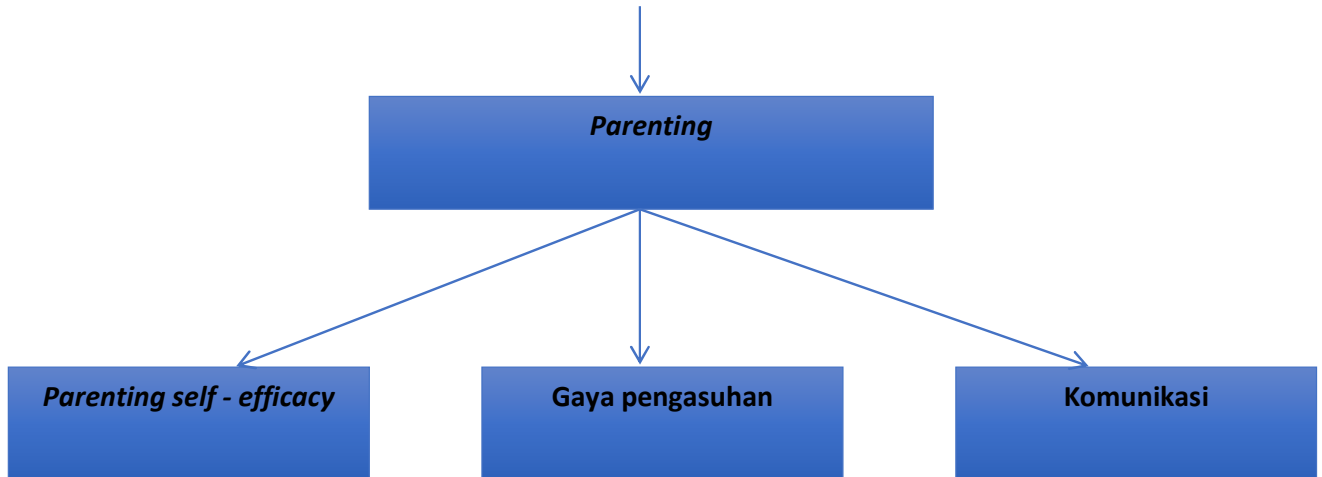 Parenting
Parenting self - efficacy
Gaya pengasuhan
Komunikasi